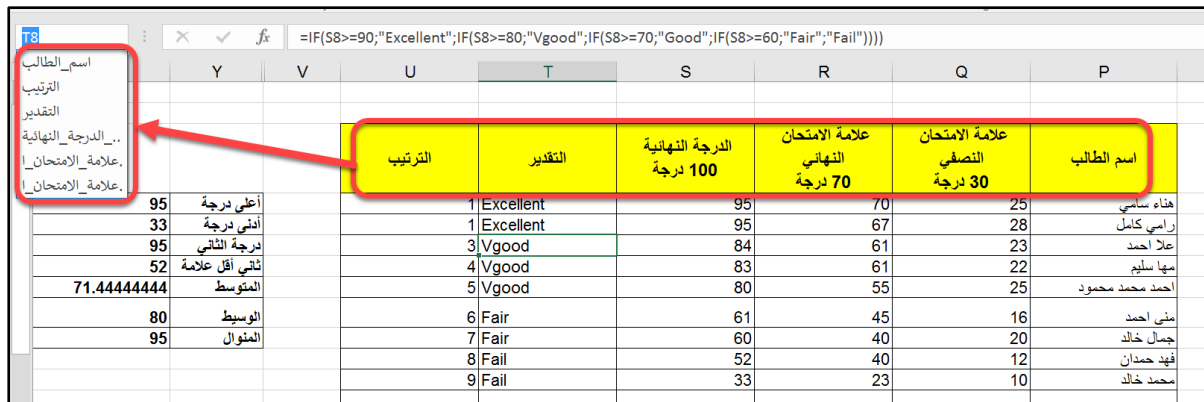 T8
fx
=IF(S8>=90;"Excellent";IF(S8>=80;"Vgood";IF(S8>=70;"Good";IF(S8>=60;"Fair";"Fail"))))
اسم_الطالب
الترتيب
التقدير
.._الدرجة_النهائية
.علامة_الامتحان_ا
.علامة_الامتحان_ا
P Q R S T U V Y
اسم الطالب
علامة الامتحان
النصفي
30 درجة
علامة الامتحان
النهائي
70 درجة
الدرجة النهائية
100 درجة
التقدير
الترتيب
هناء سامي 25 70 95 Excellent 1
رامي كامل 28 67 95 Excellent 1
علا احمد 23 61 84 Vgood 3
مها سليم 22 61 83 Vgood 4
احمد محمد محمود 25 55 80 Vgood 5
منى احمد 16 45 61 Fair 6
جمال خالد 20 40 60 Fair 7
فهد حمدان 12 40 52 Fail 8
محمد خالد 10 23 33 Fail 9
أعلى درجة 95
أدنى درجة 33
درجة الثاني 95
ثاني أقل علامة 52
المتوسط 71.44444444
الوسيط 80
المنوال 95